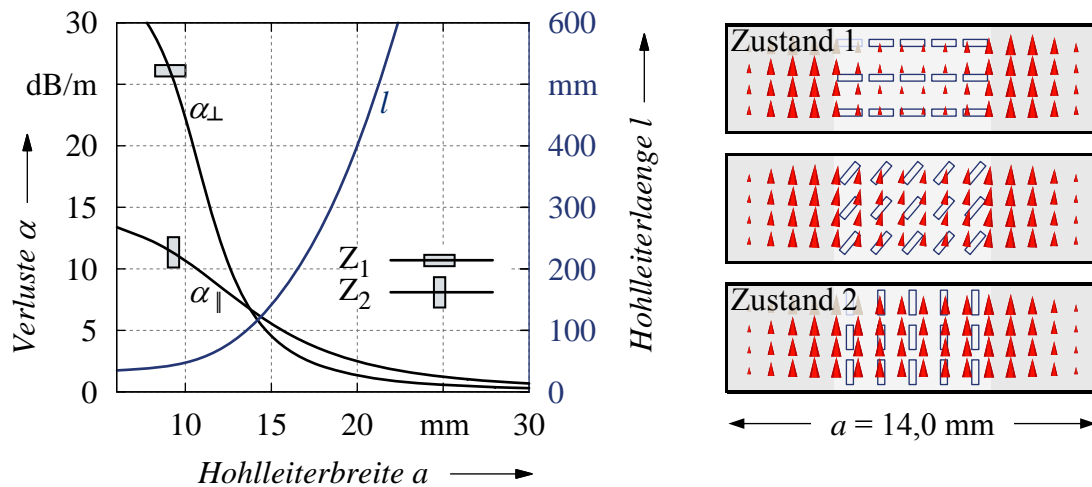 Verluste α
30
dB/m
20
15
10
5
0
α⊥
α∥
l
Z1
Z2
600
mm
400
300
200
100
0
Hohlleiterlaenge l
10
15
20
mm
30
Hohlleiterbreite a
Zustand 1
Zustand 2
a = 14,0 mm